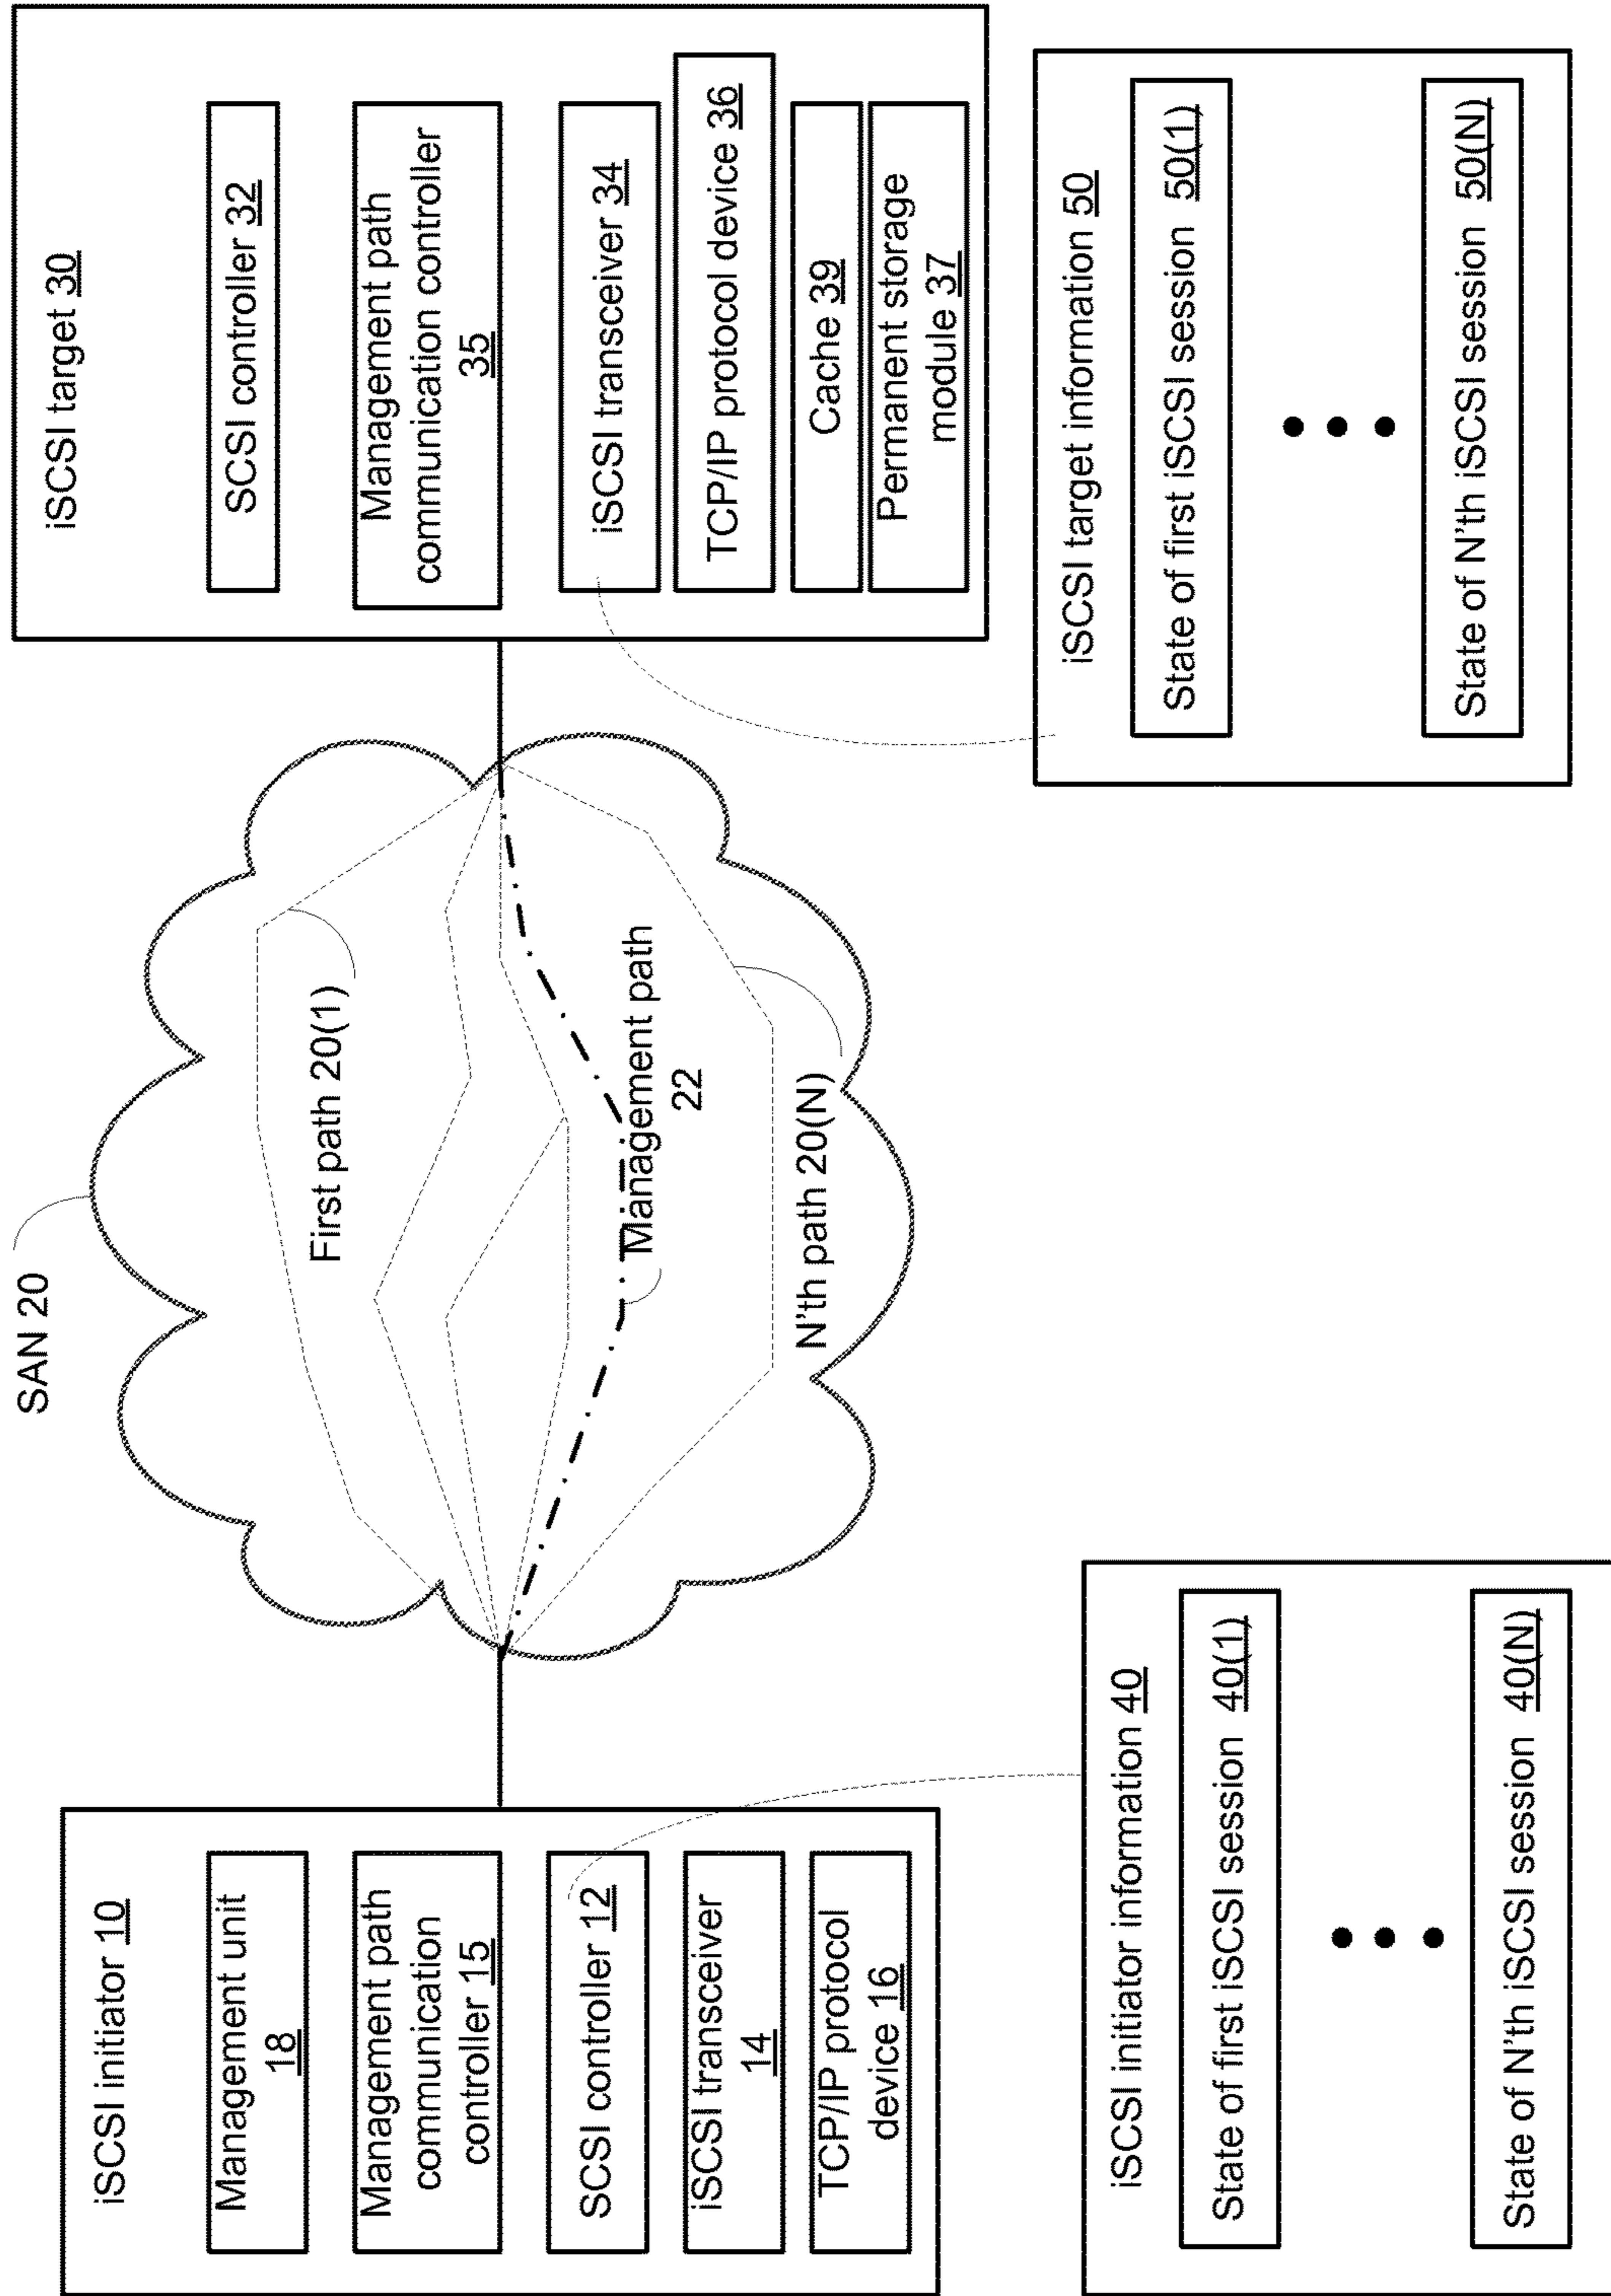 SAN 20
iSCSI initiator 10
Management unit
18
Management path
communication
controller 15
SCSI controller 12
iSCSI transceiver
14
TCP/IP protocol
device 16
First path 20(1)
Management path
22
N'th path 20(N)
iSCSI target 30
SCSI controller 32
Management path
communication controller
35
iSCSI transceiver 34
TCP/IP protocol device 36
Cache 39
Permanent storage
module 37
iSCSI initiator information 40
State of first iSCSI session 40(1)
State of N'th iSCSI session 40(N)
iSCSI target information 50
State of first iSCSI session 50(1)
State of N'th iSCSI session 50(N)